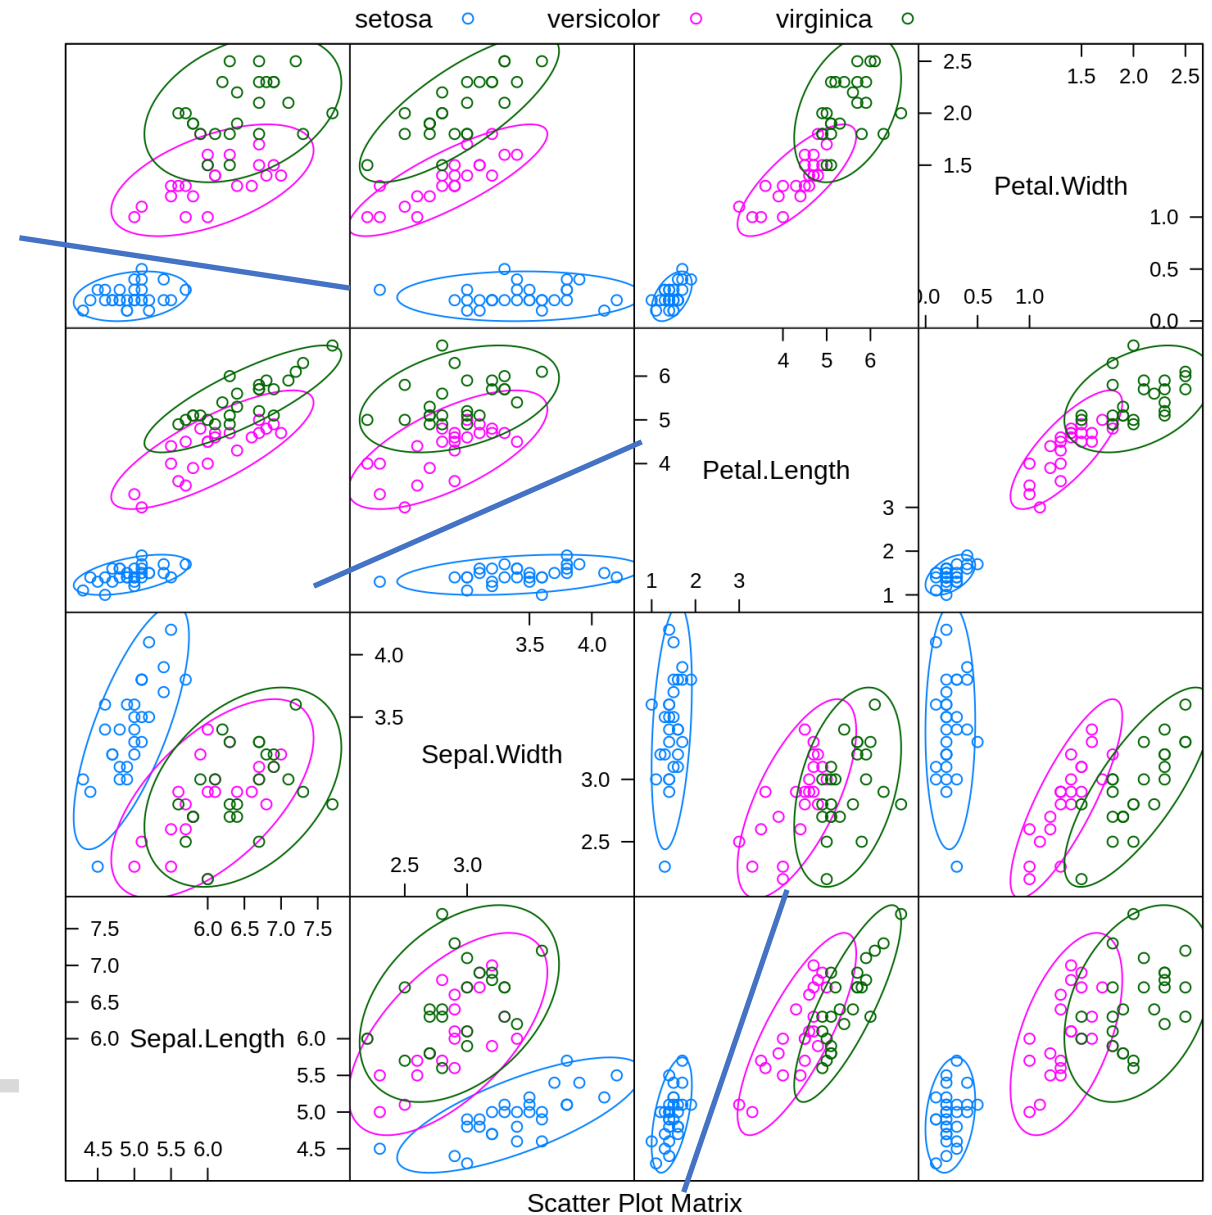 setosa versicolor virginica
2.5 1.5 2.0 2.5
2.0
1.5
Petal.Width
1.0
0.5
0.0 0.5 1.0
0.0
4 5 6
6
5
4 Petal.Length
3
2
1 2 3
1
3.5 4.0
4.0
3.5
Sepal.Width
3.0
2.5
2.5 3.0
7.5 6.0 6.5 7.0 7.5
7.0
6.5
6.0 Sepal.Length 6.0
5.5
5.0
4.5 5.0 5.5 6.0 4.5
Scatter Plot Matrix